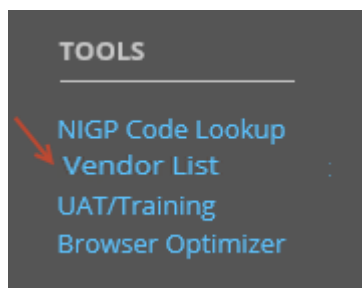 TOOLS
NIGP Code Lookup
Vendor List
UAT/Training
Browser Optimizer